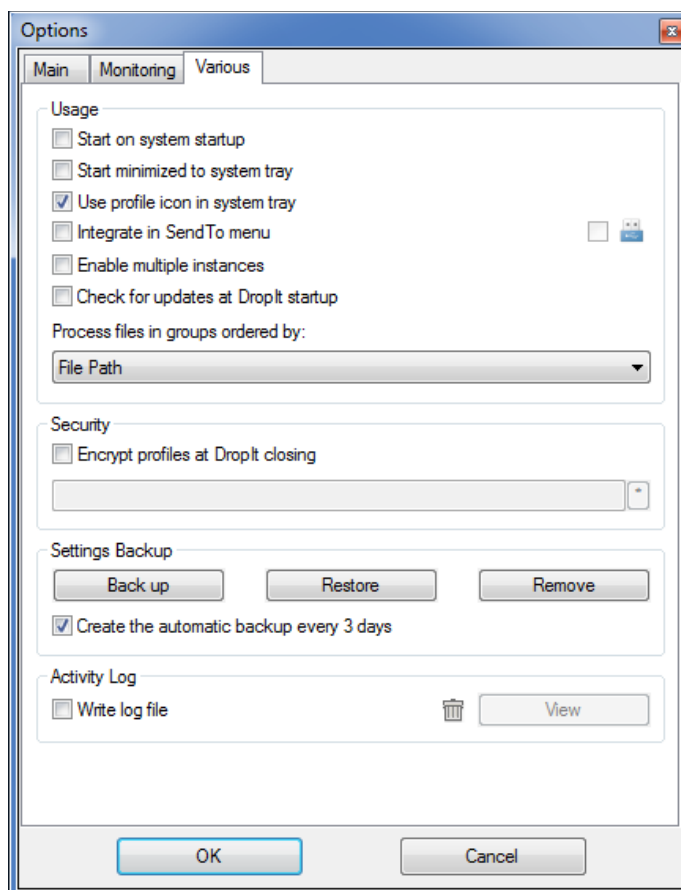 Options
Main
Monitoring
Various
Usage
Start on system startup
Start minimized to system tray
Use profile icon in system tray
Integrate in SendTo menu
Enable multiple instances
Check for updates at DropIt startup
Process files in groups ordered by:
File Path
Security
Encrypt profiles at DropIt closing
*
Settings Backup
Back up
Restore
Remove
Create the automatic backup every 3 days
Activity Log
Write log file
View
OK
Cancel